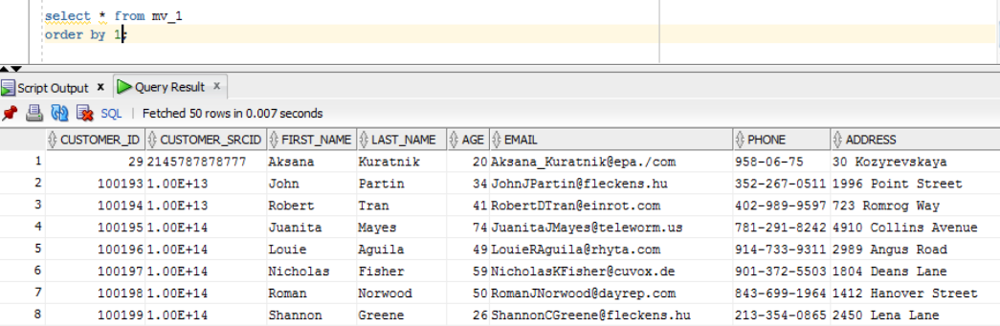 select * from mv_1
order by 1;
Script Output x Query Result x
SQL | Fetched 50 rows in 0.007 seconds
CUSTOMER_ID CUSTOMER_SRCID FIRST_NAME LAST_NAME AGE EMAIL PHONE ADDRESS
1 29 2145787878777 Aksana Kuratnik 20 Aksana_Kuratnik@epa./com 958-06-75 30 Kozyrevskaya
2 100193 1.00E+13 John Partin 34 JohnJPartin@fleckens.hu 352-267-0511 1996 Point Street
3 100194 1.00E+13 Robert Tran 41 RobertDTran@einrot.com 402-989-9597 723 Romrog Way
4 100195 1.00E+14 Juanita Mayes 74 JuanitaJMayes@teleworm.us 781-291-8242 4910 Collins Avenue
5 100196 1.00E+14 Louie Aguila 49 LouieRAguila@rhyta.com 914-733-9311 2989 Angus Road
6 100197 1.00E+14 Nicholas Fisher 59 NicholasKFisher@cuvox.de 901-372-5503 1804 Deans Lane
7 100198 1.00E+14 Roman Norwood 50 RomanJNorwood@dayrep.com 843-699-1964 1412 Hanover Street
8 100199 1.00E+14 Shannon Greene 26 ShannonCGreene@fleckens.hu 213-354-0865 2450 Lena Lane